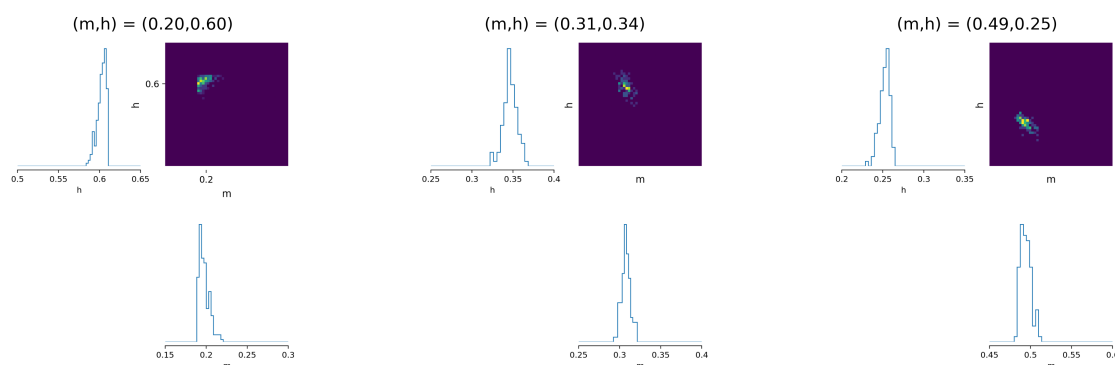 (m,h) = (0.20,0.60)
(m,h) = (0.31,0.34)
(m,h) = (0.49,0.25)
0.6
h
h
h
0.5 0.55 0.6 0.65
h
0.2
m
0.25 0.3 0.35 0.4
h
m
0.2 0.25 0.3 0.35
h
m
0.15 0.2 0.25 0.3
0.25 0.3 0.35 0.4
0.45 0.5 0.55